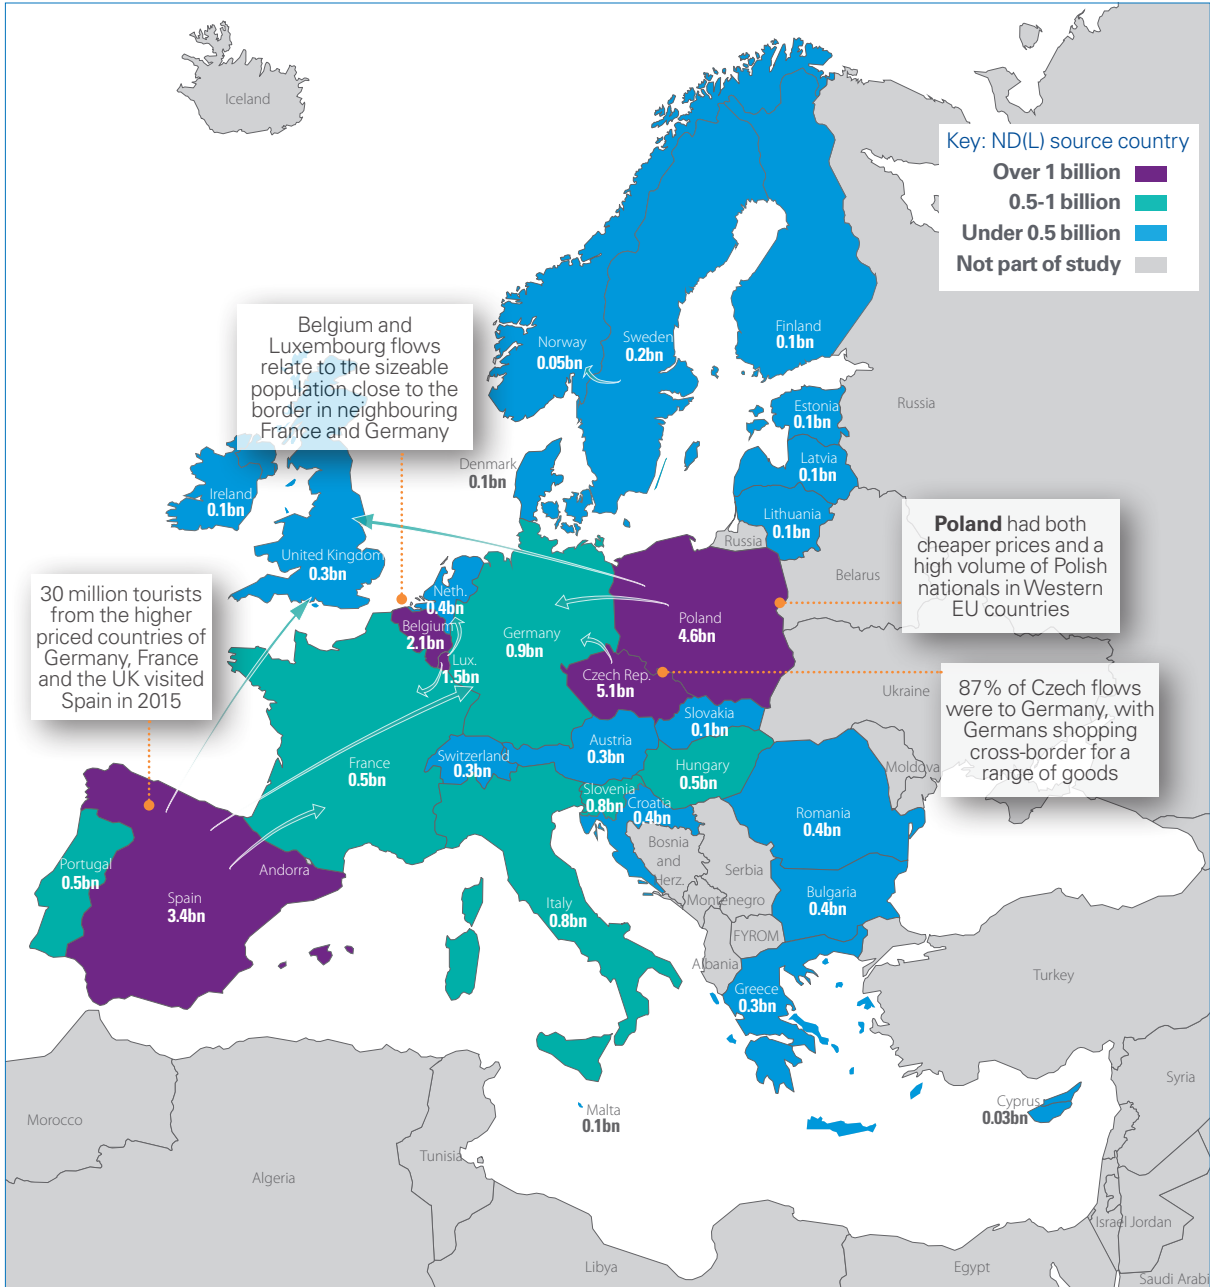 Iceland
Key: ND(L) source country
Over 1 billion
0.5-1 billion
Under 0.5 billion
Not part of study
Belgium and
Luxembourg flows
relate to the sizeable
population close to the
border in neighbouring
France and Germany
Norway
0.05bn
Sweden
0.2bn
Finland
0.1bn
Russia
Estonia
0.1bn
Latvia
0.1bn
Lithuania
0.1bn
Russia
Denmark
0.1bn
Ireland
0.1bn
United Kingdom
0.3bn
Poland had both
cheaper prices and a
high volume of Polish
nationals in Western
EU countries
Belarus
30 million tourists
from the higher
priced countries of
Germany, France
and the UK visited
Spain in 2015
Neth.
0.4bn
Belgium
2.1bn
Lux.
1.5bn
Germany
0.9bn
Poland
4.6bn
Czech Rep.
5.1bn
Ukraine
87% of Czech flows
were to Germany, with
Germans shopping
cross-border for a
range of goods
Slovakia
0.1bn
Austria
0.3bn
Switzerland
0.3bn
France
0.5bn
Hungary
0.5bn
Moldova
Slovenia
0.8bn
Croatia
0.4bn
Romania
0.4bn
Bosnia
and
Herz.
Serbia
Portugal
0.5bn
Andorra
Spain
3.4bn
Italy
0.8bn
Montenegro
Bulgaria
0.4bn
FYROM
Albania
Greece
0.3bn
Turkey
Syria
Cyprus
0.03bn
Malta
0.1bn
Morocco
Algeria
Tunisia
Libya
Egypt
Israel
Jordan
Saudi Arabi